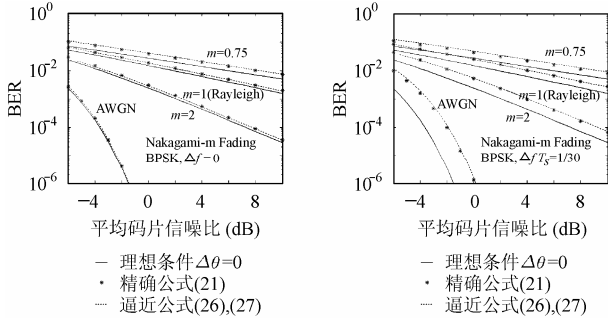 10⁰
10⁻²
10⁻⁴
10⁻⁶
BER
m=0.75
m=1(Rayleigh)
m=2
AWGN
Nakagami-m Fading
BPSK, Δf=0
−4 0 4 8
平均码片信噪比 (dB)
— 理想条件Δθ=0
* 精确公式(21)
┈ 逼近公式(26),(27)
10⁰
10⁻²
10⁻⁴
10⁻⁶
BER
m=0.75
m=1(Rayleigh)
m=2
AWGN
Nakagami-m Fading
BPSK, Δf Tₛ=1/30
−4 0 4 8
平均码片信噪比 (dB)
— 理想条件Δθ=0
* 精确公式(21)
┈ 逼近公式(26),(27)